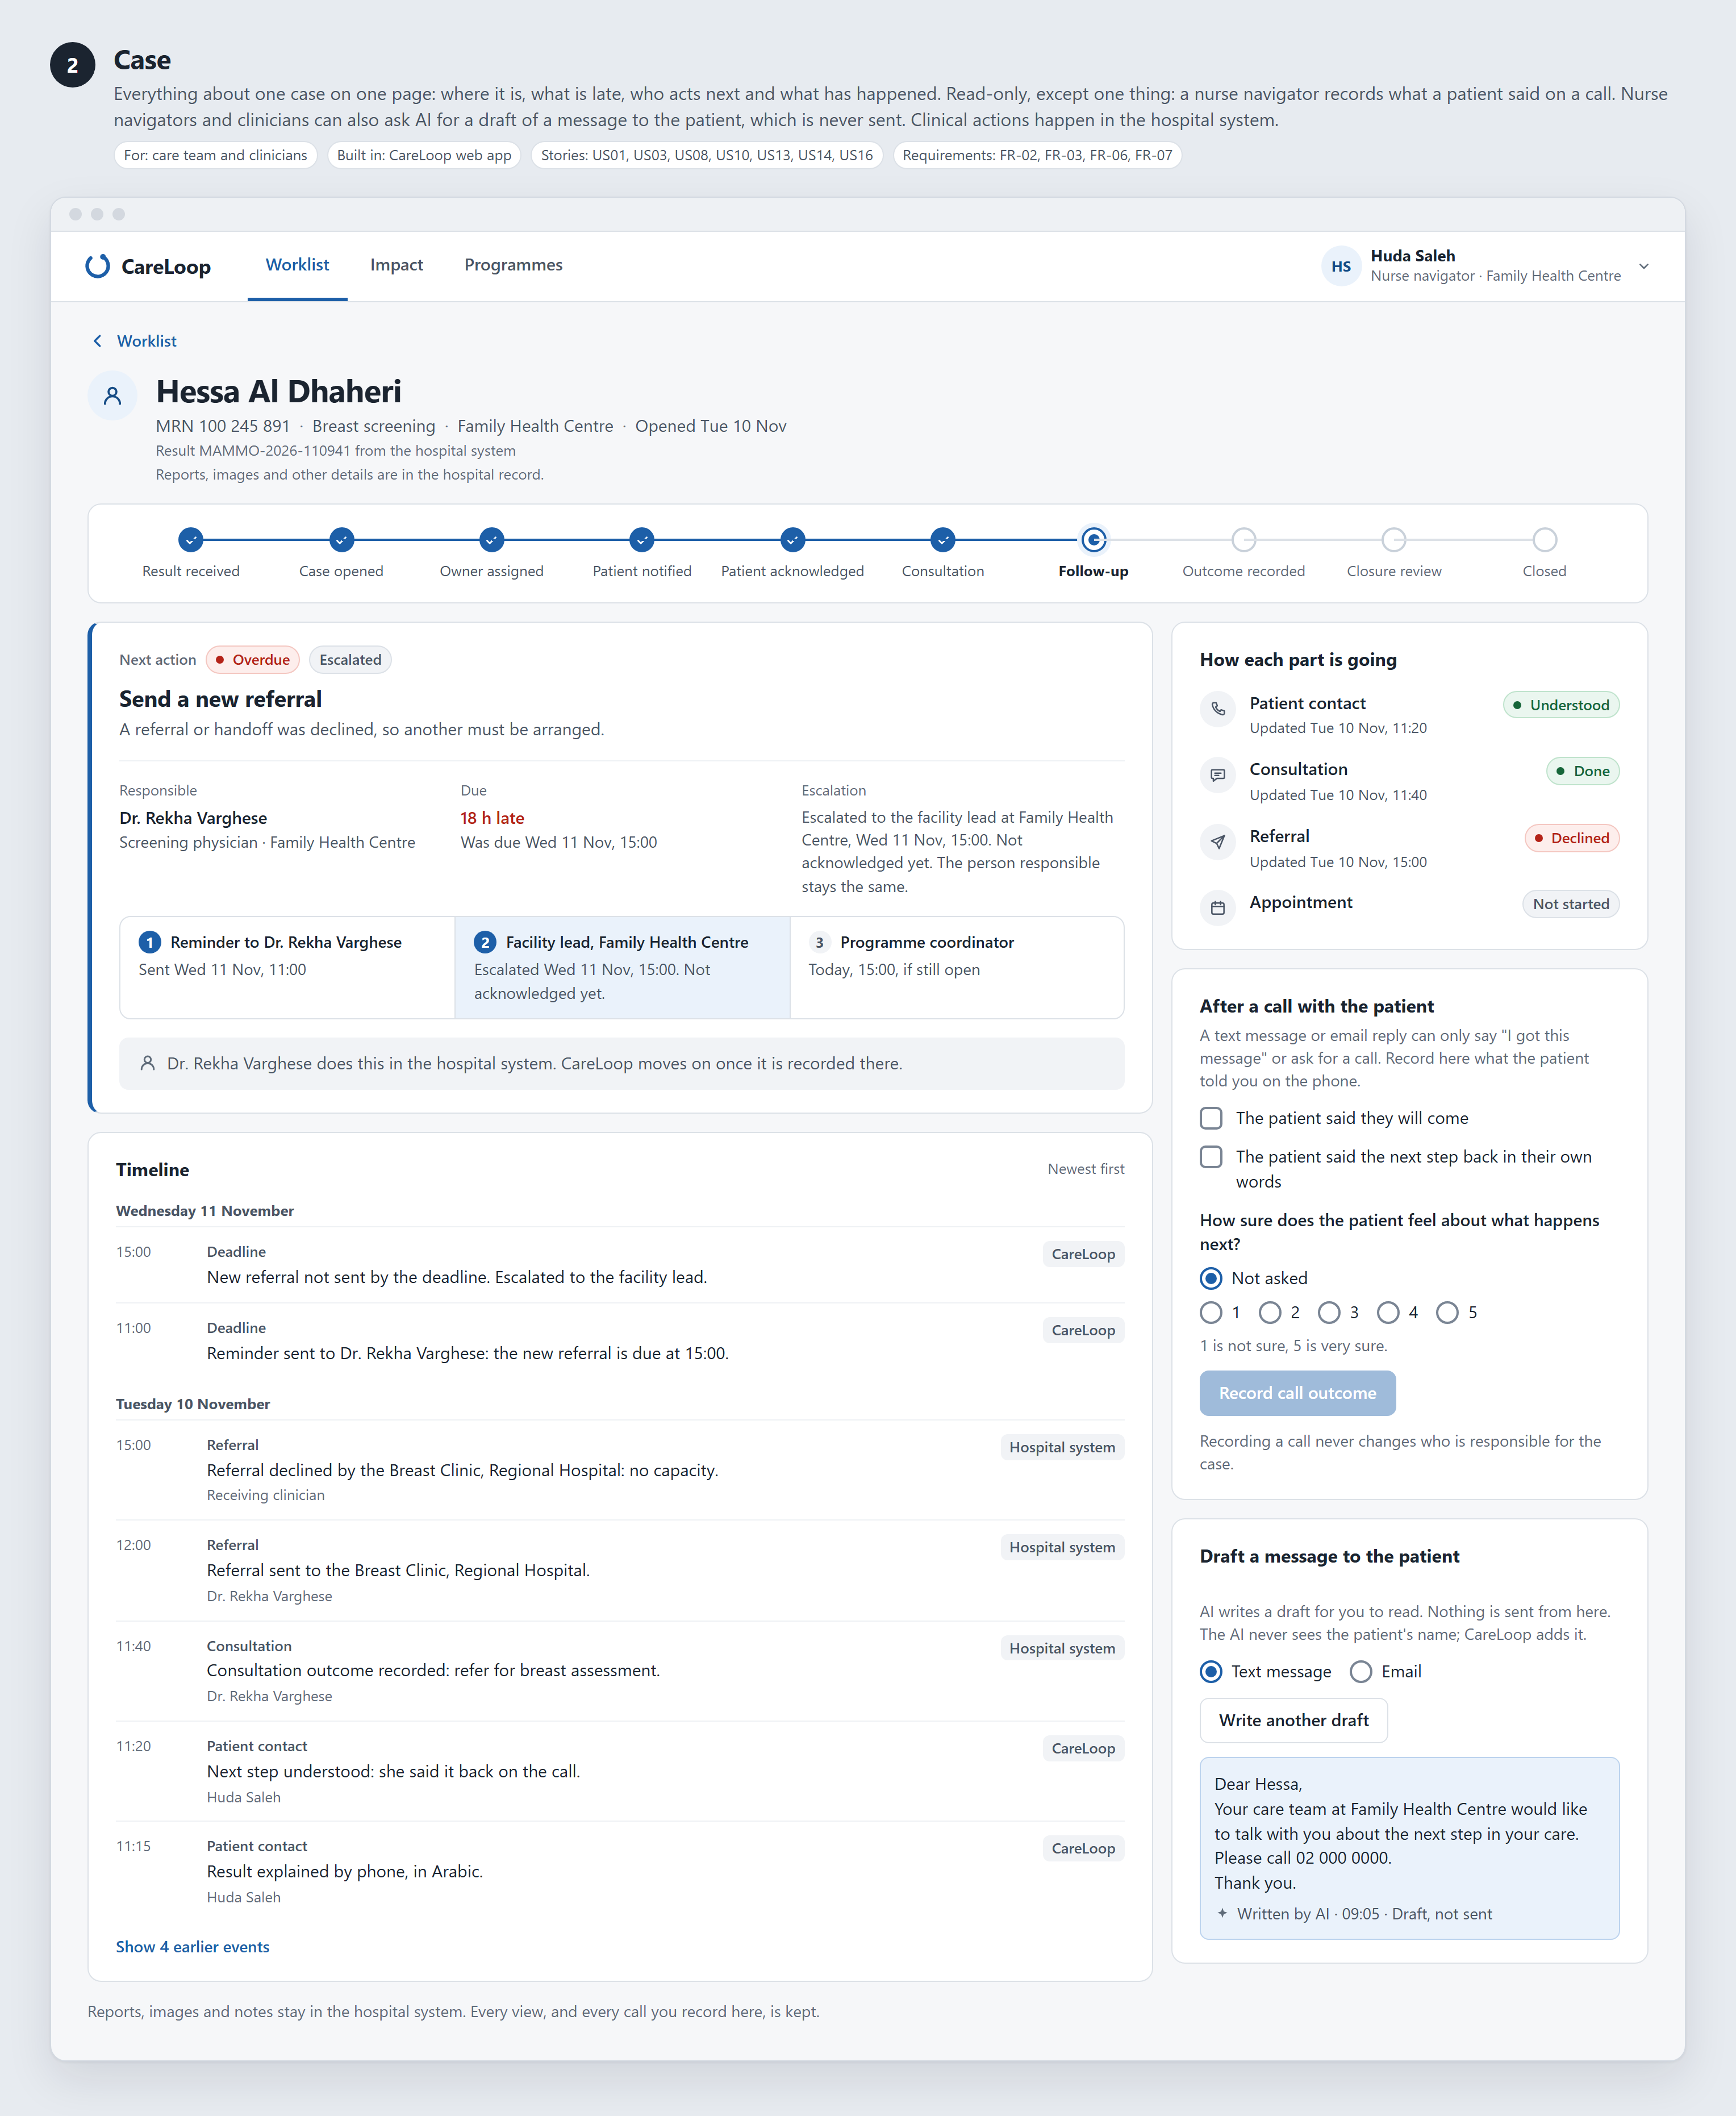 2
Case
Everything about one case on one page: where it is, what is late, who acts next and what has happened. Read-only, except one thing: a nurse navigator records what a patient said on a call. Nurse
navigators and clinicians can also ask AI for a draft of a message to the patient, which is never sent. Clinical actions happen in the hospital system.
For: care team and clinicians
Built in: CareLoop web app
Stories: US01, US03, US08, US10, US13, US14, US16
Requirements: FR-02, FR-03, FR-06, FR-07
CareLoop
Worklist
Impact
Programmes
HS
Huda Saleh
Nurse navigator · Family Health Centre
Worklist
Hessa Al Dhaheri
MRN 100 245 891 · Breast screening · Family Health Centre · Opened Tue 10 Nov
Result MAMMO-2026-110941 from the hospital system
Reports, images and other details are in the hospital record.
Result received
Case opened
Owner assigned
Patient notified
Patient acknowledged
Consultation
Follow-up
Outcome recorded
Closure review
Closed
Next action
Overdue
Escalated
Send a new referral
A referral or handoff was declined, so another must be arranged.
Responsible
Dr. Rekha Varghese
Screening physician · Family Health Centre
Due
18 h late
Was due Wed 11 Nov, 15:00
Escalation
Escalated to the facility lead at Family Health
Centre, Wed 11 Nov, 15:00. Not
acknowledged yet. The person responsible
stays the same.
1
Reminder to Dr. Rekha Varghese
Sent Wed 11 Nov, 11:00
2
Facility lead, Family Health Centre
Escalated Wed 11 Nov, 15:00. Not
acknowledged yet.
3
Programme coordinator
Today, 15:00, if still open
Dr. Rekha Varghese does this in the hospital system. CareLoop moves on once it is recorded there.
Timeline
Newest first
Wednesday 11 November
15:00
Deadline
CareLoop
New referral not sent by the deadline. Escalated to the facility lead.
11:00
Deadline
CareLoop
Reminder sent to Dr. Rekha Varghese: the new referral is due at 15:00.
Tuesday 10 November
15:00
Referral
Hospital system
Referral declined by the Breast Clinic, Regional Hospital: no capacity.
Receiving clinician
12:00
Referral
Hospital system
Referral sent to the Breast Clinic, Regional Hospital.
Dr. Rekha Varghese
11:40
Consultation
Hospital system
Consultation outcome recorded: refer for breast assessment.
Dr. Rekha Varghese
11:20
Patient contact
CareLoop
Next step understood: she said it back on the call.
Huda Saleh
11:15
Patient contact
CareLoop
Result explained by phone, in Arabic.
Huda Saleh
Show 4 earlier events
How each part is going
Patient contact
Understood
Updated Tue 10 Nov, 11:20
Consultation
Done
Updated Tue 10 Nov, 11:40
Referral
Declined
Updated Tue 10 Nov, 15:00
Appointment
Not started
After a call with the patient
A text message or email reply can only say "I got this
message" or ask for a call. Record here what the patient
told you on the phone.
The patient said they will come
The patient said the next step back in their own
words
How sure does the patient feel about what happens
next?
Not asked
1 2 3 4 5
1 is not sure, 5 is very sure.
Record call outcome
Recording a call never changes who is responsible for the
case.
Draft a message to the patient
AI writes a draft for you to read. Nothing is sent from here.
The AI never sees the patient's name; CareLoop adds it.
Text message
Email
Write another draft
Dear Hessa,
Your care team at Family Health Centre would like
to talk with you about the next step in your care.
Please call 02 000 0000.
Thank you.
Written by AI · 09:05 · Draft, not sent
Reports, images and notes stay in the hospital system. Every view, and every call you record here, is kept.